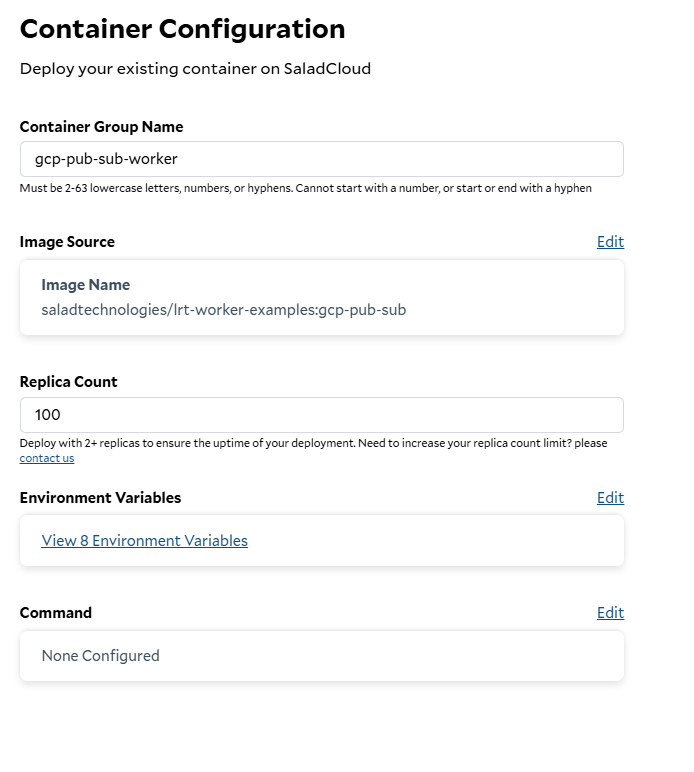 Container Configuration
Deploy your existing container on SaladCloud
Container Group Name
gcp-pub-sub-worker
Must be 2-63 lowercase letters, numbers, or hyphens. Cannot start with a number, or start or end with a hyphen
Image Source
Edit
Image Name
saladtechnologies/lrt-worker-examples:gcp-pub-sub
Replica Count
100
Deploy with 2+ replicas to ensure the uptime of your deployment. Need to increase your replica count limit? please
contact us
Environment Variables
Edit
View 8 Environment Variables
Command
Edit
None Configured